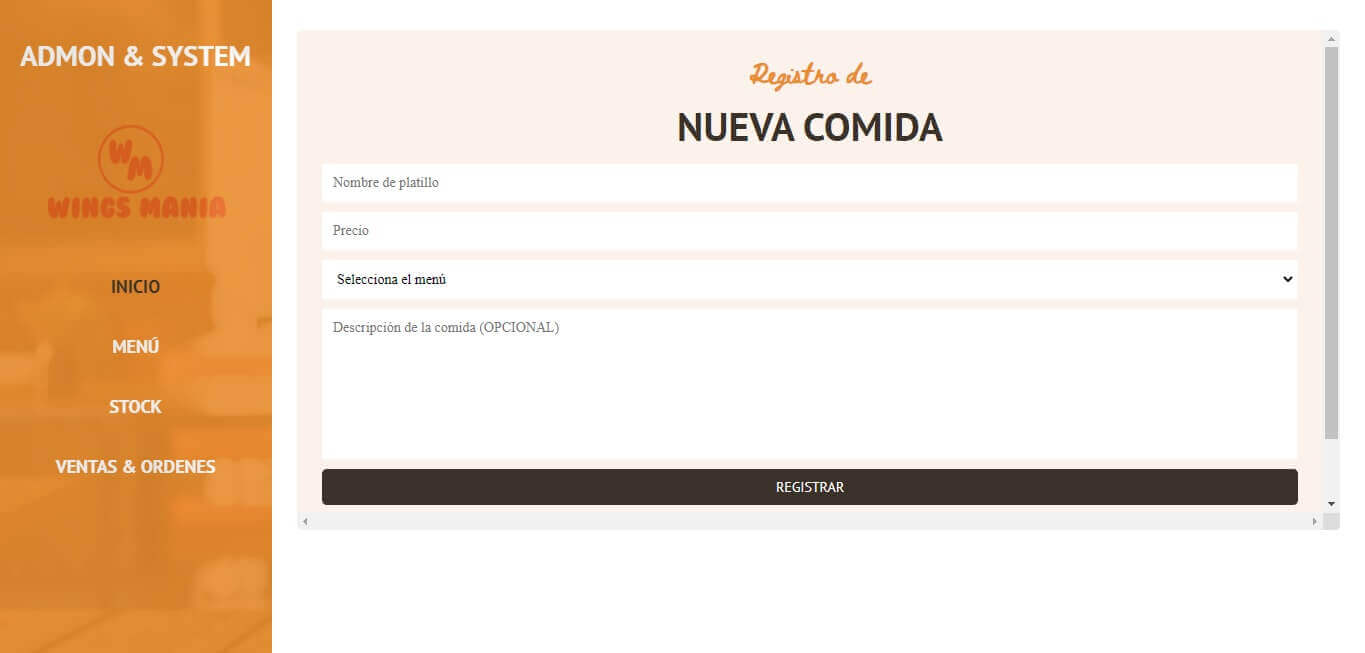 ADMON & SYSTEM
WM
WINGS MANIA
INICIO
MENÚ
STOCK
VENTAS & ORDENES
Registro de
NUEVA COMIDA
Nombre de platillo
Precio
Selecciona el menú
Descripción de la comida (OPCIONAL)
REGISTRAR